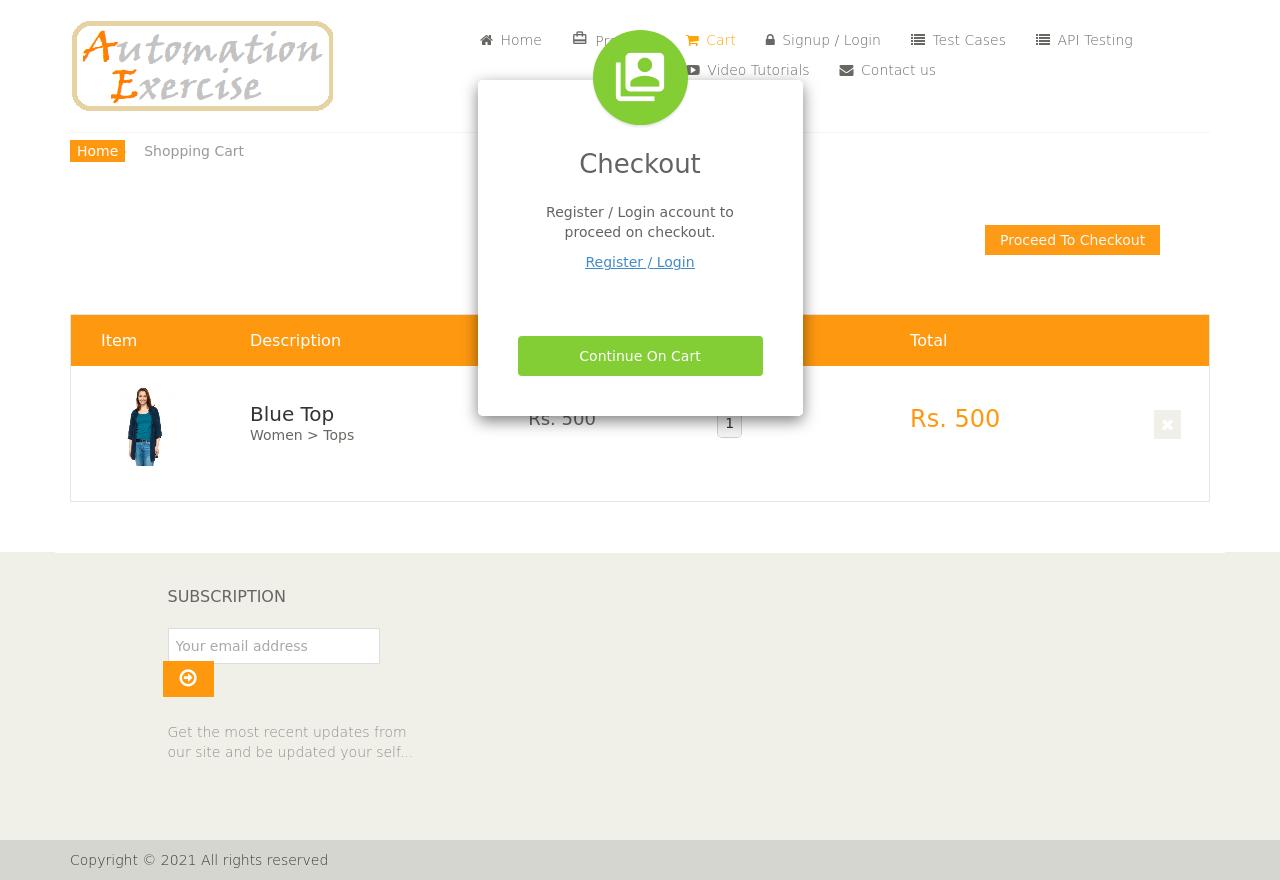 Automation
Exercise
Home
Cart
Signup / Login
Test Cases
API Testing
Video Tutorials
Contact us
Home
Shopping Cart
Checkout
Register / Login account to
proceed on checkout.
Register / Login
Continue On Cart
Proceed To Checkout
Item
Description
Total
Blue Top
Women > Tops
Rs. 500
1
Rs. 500
SUBSCRIPTION
Your email address
Get the most recent updates from
our site and be updated your self...
Copyright © 2021 All rights reserved